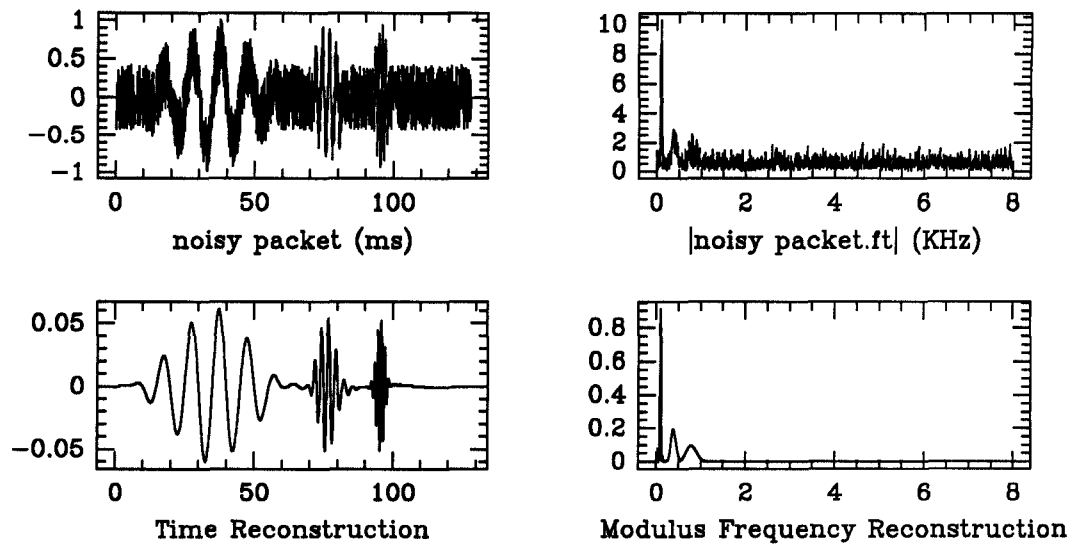 1
0.5
0
−0.5
−1
0 50 100
noisy packet (ms)
10
8
6
4
2
0
0 2 4 6 8
|noisy packet.ft| (KHz)
0.05
0
−0.05
0 50 100
Time Reconstruction
0.8
0.6
0.4
0.2
0
0 2 4 6 8
Modulus Frequency Reconstruction